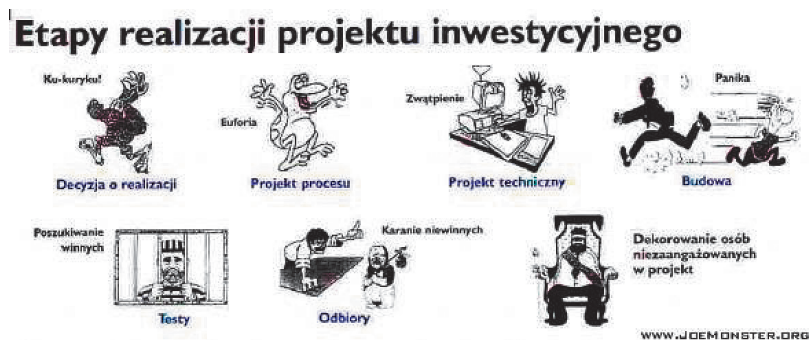 Etapy realizacji projektu inwestycyjnego
Ku-kuryku!
Decyzja o realizacji
Euforia
Projekt procesu
Zwątpienie
Projekt techniczny
Panika
Budowa
Poszukiwanie
winnych
Testy
Karanie niewinnych
Odbiory
Dekorowanie osób
niezaangażowanych
w projekt
www.JoeMonster.org